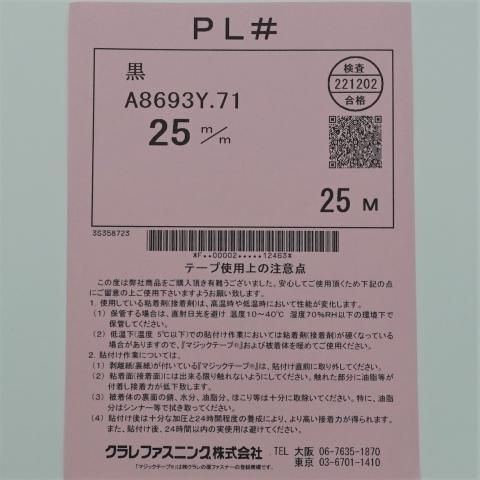 PL#
黒
A8693Y.71
25 m/m
検査
221202
合格
25 M
3S358723
*F..00002.....12463*
テープ使用上の注意点
この度は弊社商品をご購入頂き有難うございました。安心してご使用頂くため下記の点
にご留意の上ご使用下さいますようお願い致します。
1. 使用している粘着剤(接着剤)は、高温時や低温時において性能が変化します。
(1) 保管する場合は、直射日光を避け 温度10～40℃ 湿度70%RH以下の環境下で
保管してください。
(2) 低温下(温度 5℃以下)での貼付け作業においては粘着剤(接着剤)が硬くなっている
場合がありますので、『マジックテープ®』および被着体を暖めてご使用ください。
2. 貼付け作業については。
(1) 剥離紙(裏紙)が付いている『マジックテープ®』は、貼付け直前に取り外してください。
(2) 粘着面(接着面)には出来る限り触れないようにしてください。触れた部分に油脂等が
付着し接着力が低下致します。
(3) 被着体の裏面の錆、水分、油脂分、ほこり等は十分に取除いてください。特に、油脂
分はシンナー等で拭き取ってください。
(4) 貼付け後は十分な加圧と24時間程度の養成により、より高い接着力が得られます。
また、貼付け後、24時間以内の実使用は避けてください。
クラレファスニング株式会社 TEL 大阪 06-7635-1870
東京 03-6701-1410
「マジックテープ®」は㈱クラレの面ファスナーの登録商標です。